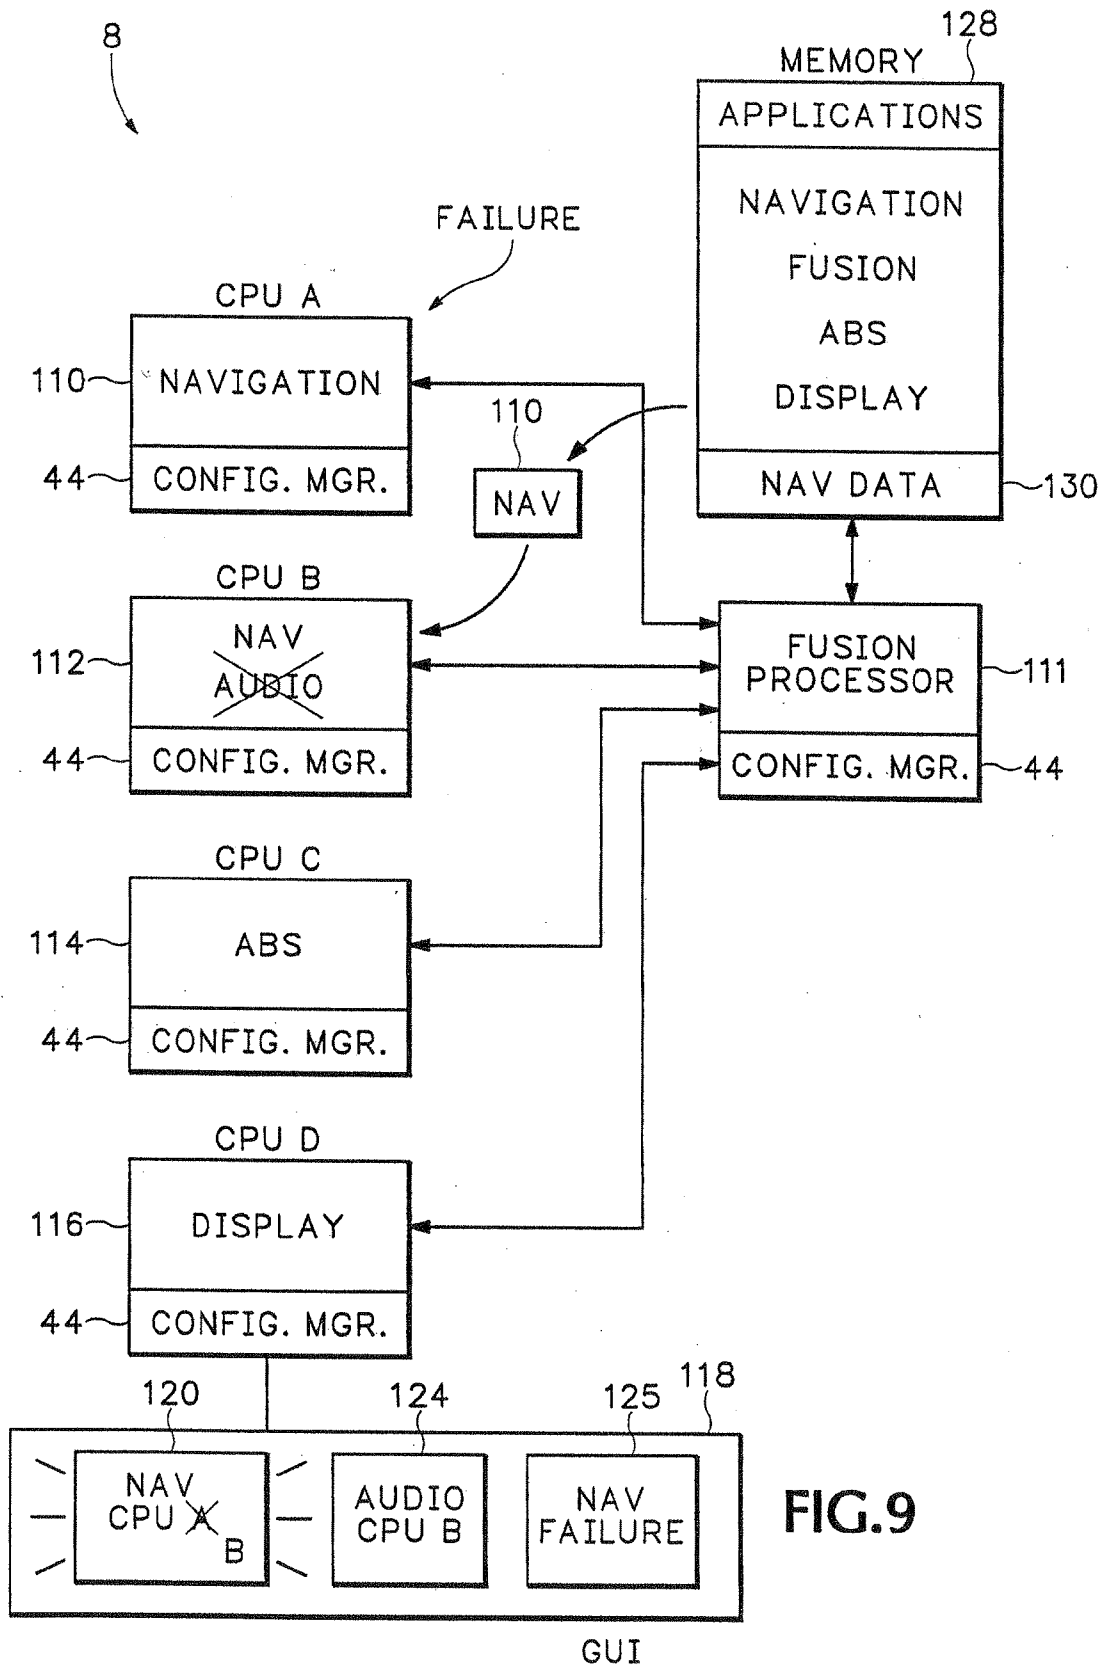 8
128
MEMORY
APPLICATIONS
NAVIGATION
FUSION
ABS
DISPLAY
NAV DATA
130
FAILURE
CPU A
110
NAVIGATION
44
CONFIG. MGR.
110
NAV
CPU B
112
NAV
AUDIO
44
CONFIG. MGR.
FUSION
PROCESSOR
111
CONFIG. MGR.
44
CPU C
114
ABS
44
CONFIG. MGR.
CPU D
116
DISPLAY
44
CONFIG. MGR.
118
120
NAV
CPU A
B
124
AUDIO
CPU B
125
NAV
FAILURE
GUI
FIG.9